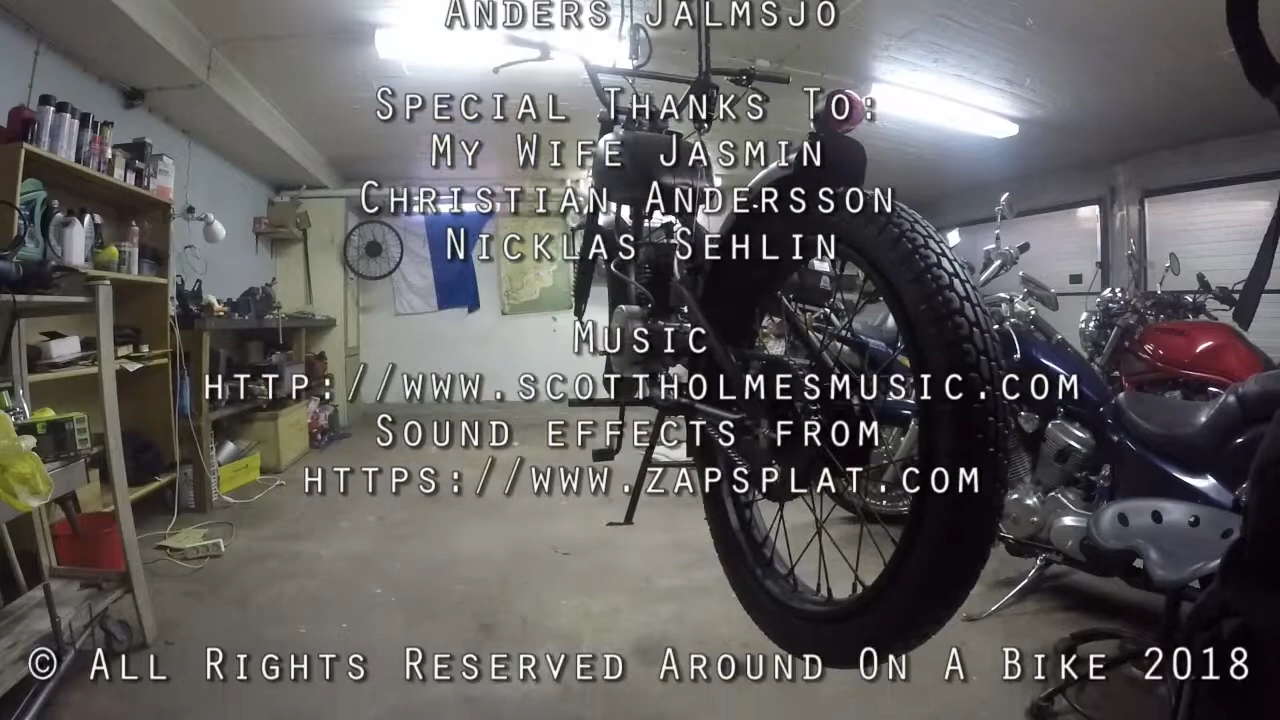 Anders Jalmsjo
Special Thanks To:
My Wife Jasmin
Christian Andersson
Nicklas Sehlin
Music
http://www.scottholmesmusic.com
Sound effects from
https://www.zapsplat.com
© All Rights Reserved Around On A Bike 2018